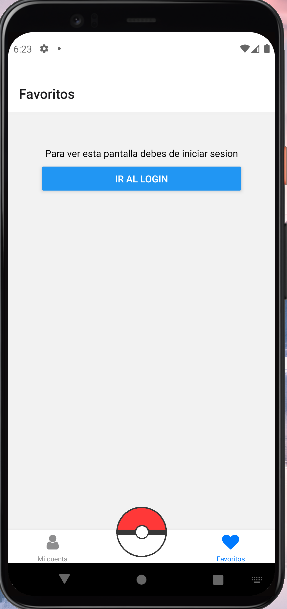 6:23
Favoritos
Para ver esta pantalla debes de iniciar sesion
IR AL LOGIN
Mi cuenta
Favoritos